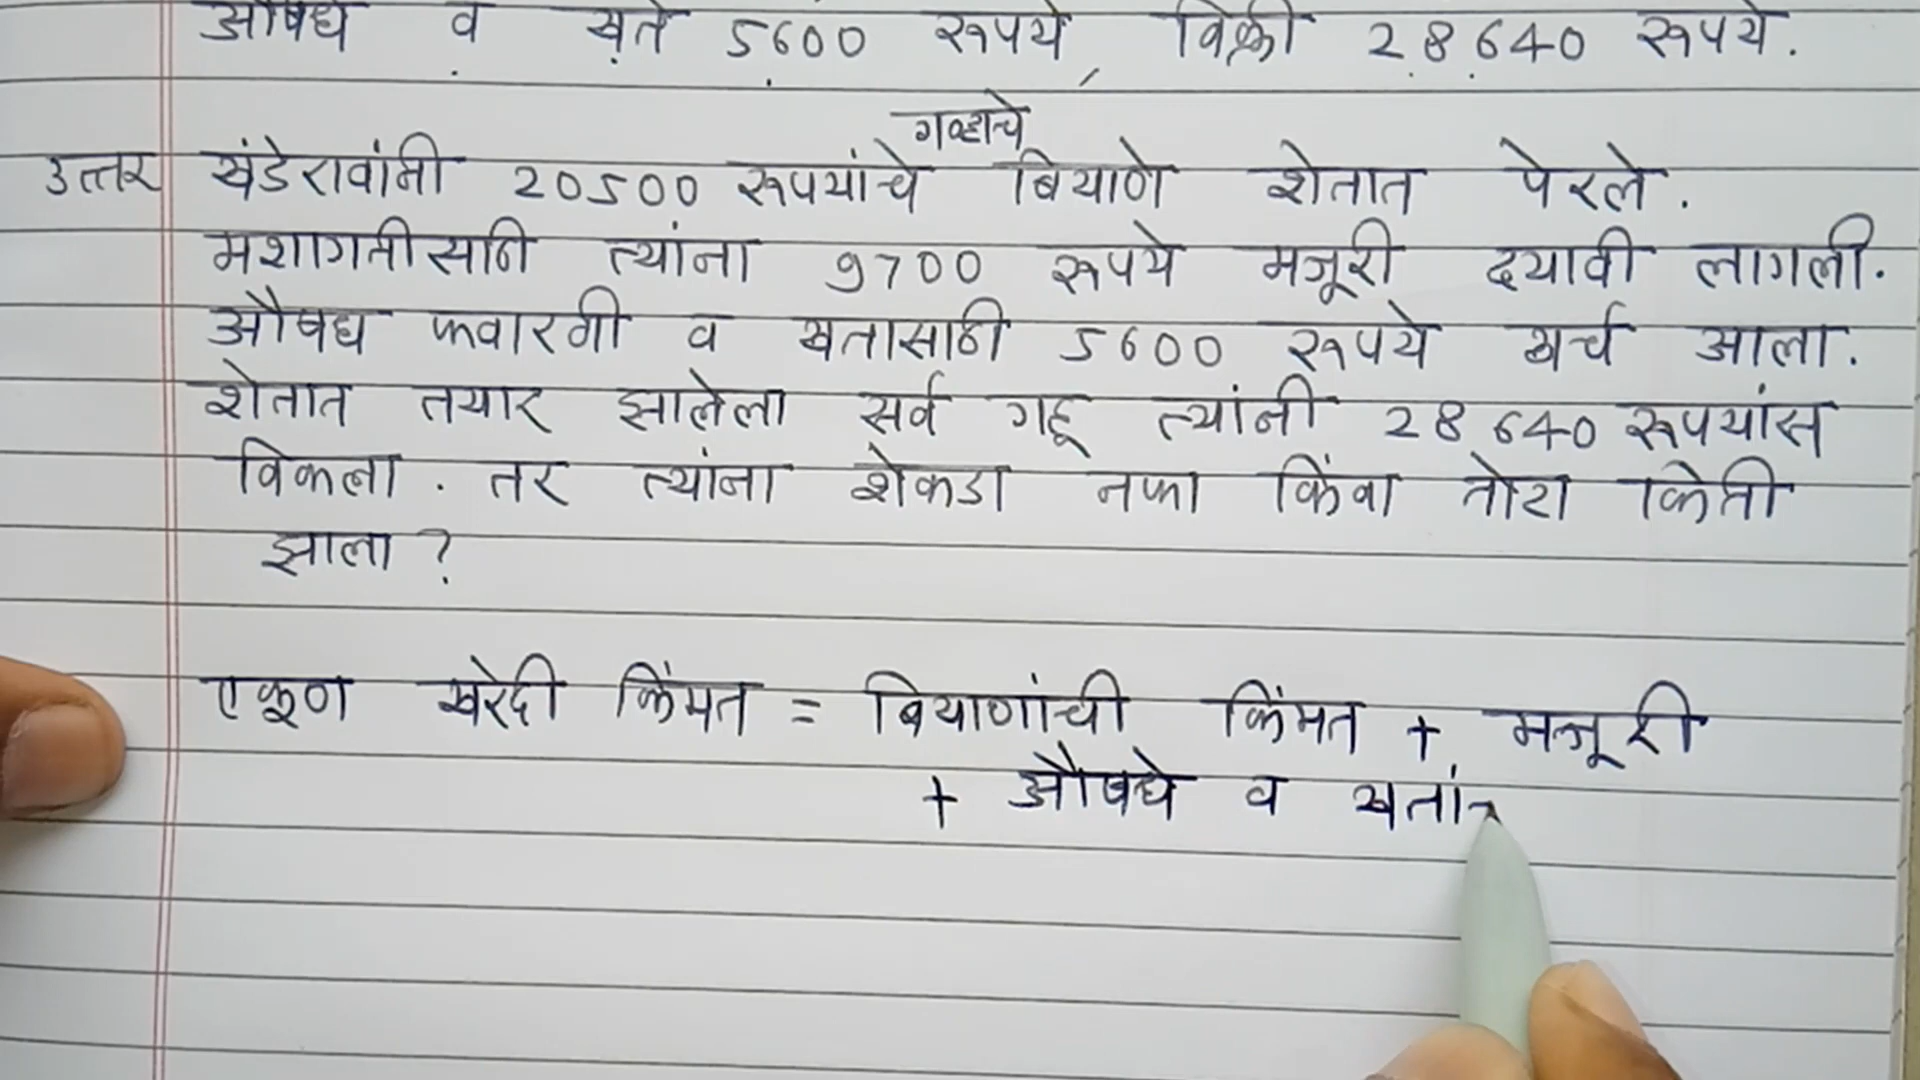 औषधे व खते 5600 रुपये, विक्री 28640 रुपये.
गव्हाचे
उत्तर खंडेरावांनी 20500 रुपयांचे बियाणे शेतात पेरले.
मशागतीसाठी त्यांना 9700 रुपये मजूरी दयावी लागली.
औषध फवारणी व खतासाठी 5600 रुपये खर्च आला.
शेतात तयार झालेला सर्व गहू त्यांनी 28640 रुपयांस
विकला. तर त्यांना शेकडा नफा किंवा तोटा किती
झाला?
एकूण खरेदी किंमत = बियाणांची किंमत + मजूरी
+ औषधे व खतां